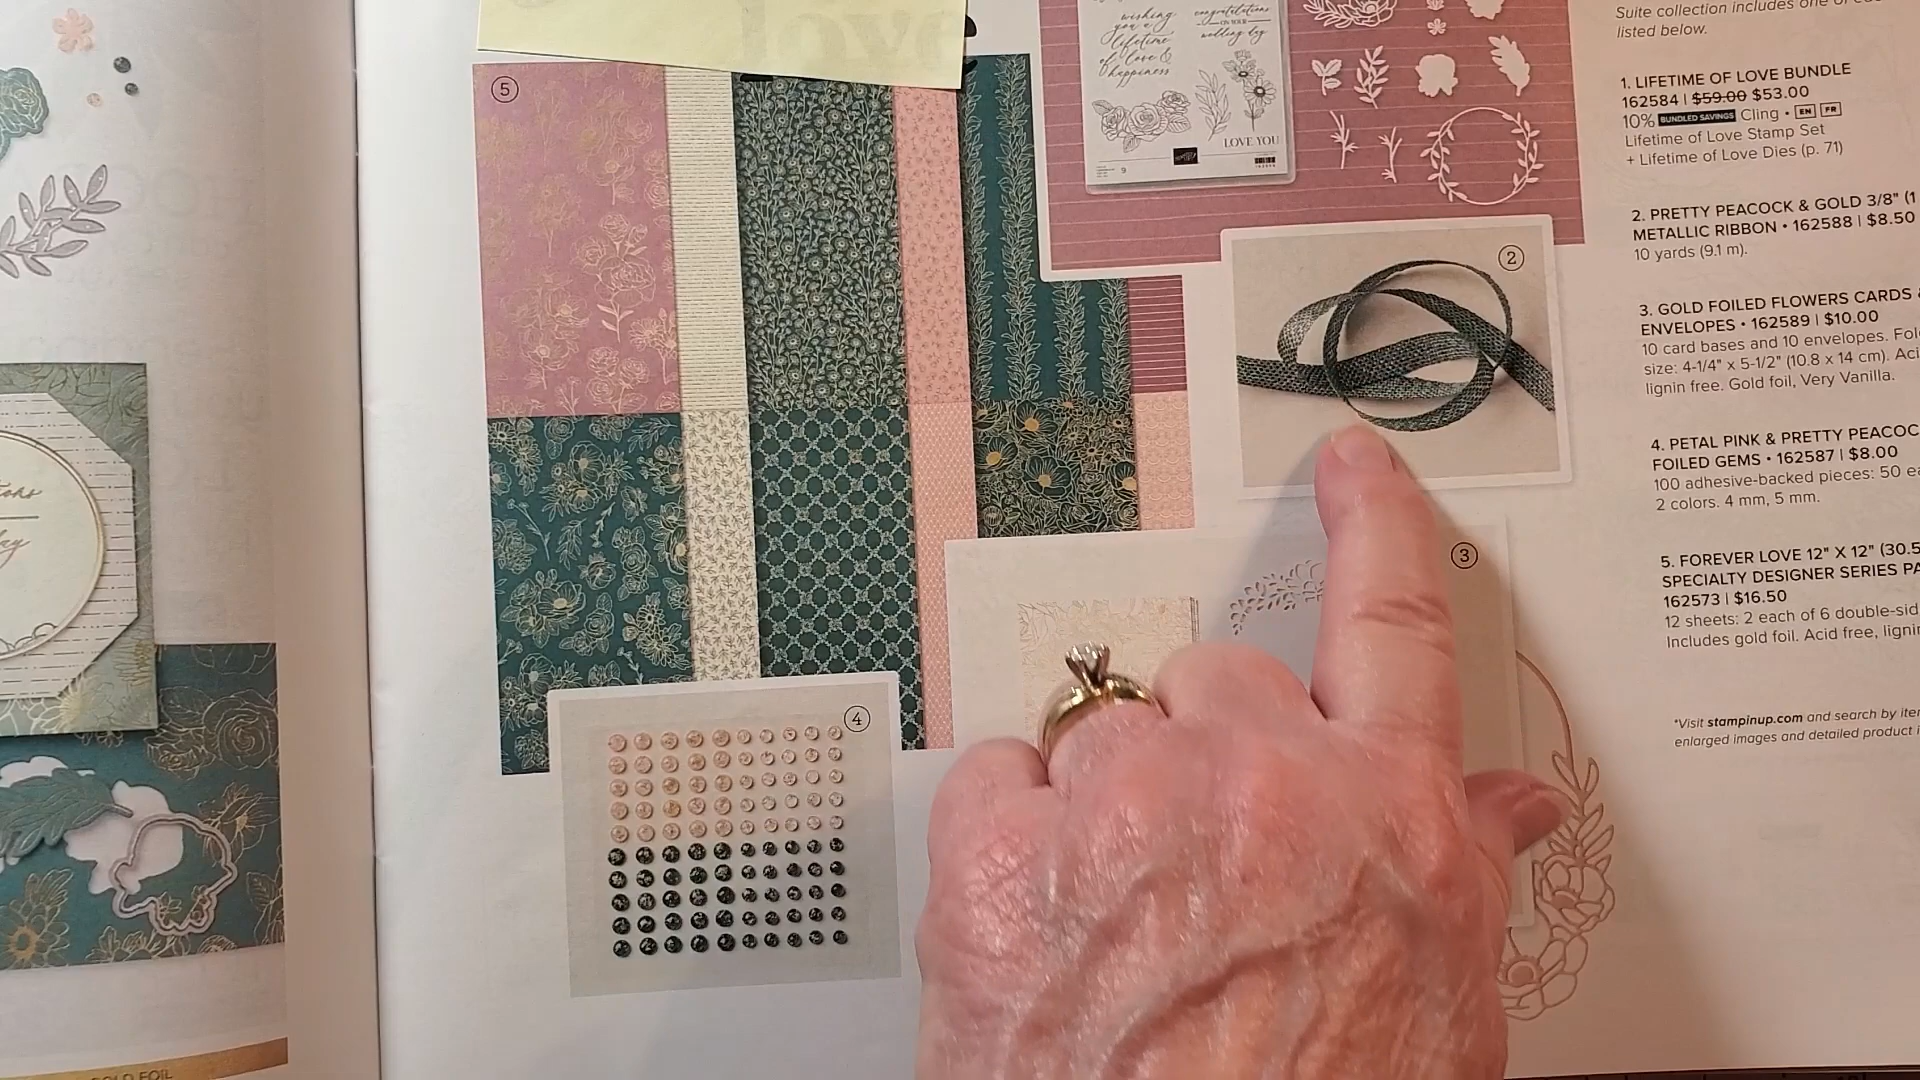 Suite collection includes one of
listed below.
1. LIFETIME OF LOVE BUNDLE
162584 | $59.00 $53.00
10% BUNDLED SAVINGS Cling • EN FR
Lifetime of Love Stamp Set
+ Lifetime of Love Dies (p. 71)
2. PRETTY PEACOCK & GOLD 3/8" (1
METALLIC RIBBON • 162588 | $8.50
10 yards (9.1 m).
3. GOLD FOILED FLOWERS CARDS &
ENVELOPES • 162589 | $10.00
10 card bases and 10 envelopes. Fol
size: 4-1/4" x 5-1/2" (10.8 x 14 cm). Aci
lignin free. Gold foil, Very Vanilla.
4. PETAL PINK & PRETTY PEACOC
FOILED GEMS • 162587 | $8.00
100 adhesive-backed pieces: 50 ea
2 colors. 4 mm, 5 mm.
5. FOREVER LOVE 12" X 12" (30.5
SPECIALTY DESIGNER SERIES PA
162573 | $16.50
12 sheets: 2 each of 6 double-sid
Includes gold foil. Acid free, lignin
*Visit stampinup.com and search by ite
enlarged images and detailed product i
wishing
you a
lifetime
of love &
happiness
congratulations
ON YOUR
wedding day
LOVE YOU
9
5
2
3
4
GOLD FOIL